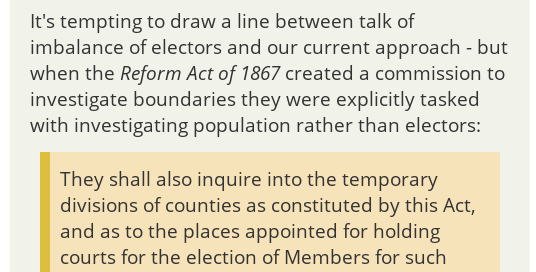 It's tempting to draw a line between talk of
imbalance of electors and our current approach - but
when the Reform Act of 1867 created a commission to
investigate boundaries they were explicitly tasked
with investigating population rather than electors:
They shall also inquire into the temporary
divisions of counties as constituted by this Act,
and as to the places appointed for holding
courts for the election of Members for such